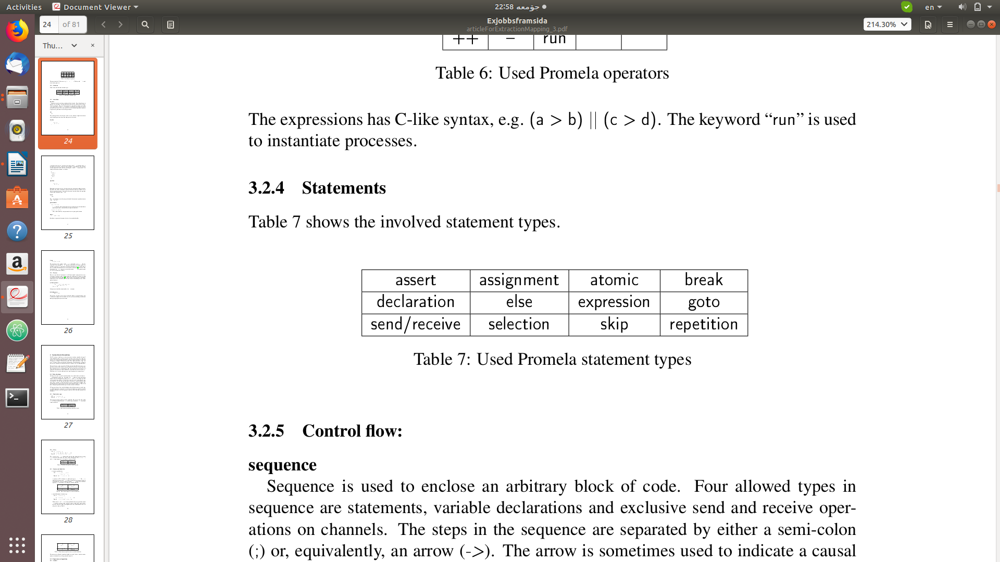 Activities
Document Viewer
22:58 جۆمعه
en
24
of 81
Exjobbsframsida
articleForExtractionMapping_3.pdf
214.30%
Thu...
24
25
26
27
28
++ − run
Table 6: Used Promela operators
The expressions has C-like syntax, e.g. (a > b) || (c > d). The keyword “run” is used
to instantiate processes.
3.2.4 Statements
Table 7 shows the involved statement types.
assert assignment atomic break
declaration else expression goto
send/receive selection skip repetition
Table 7: Used Promela statement types
3.2.5 Control flow:
sequence
Sequence is used to enclose an arbitrary block of code. Four allowed types in
sequence are statements, variable declarations and exclusive send and receive oper-
ations on channels. The steps in the sequence are separated by either a semi-colon
(;) or, equivalently, an arrow (->). The arrow is sometimes used to indicate a causal